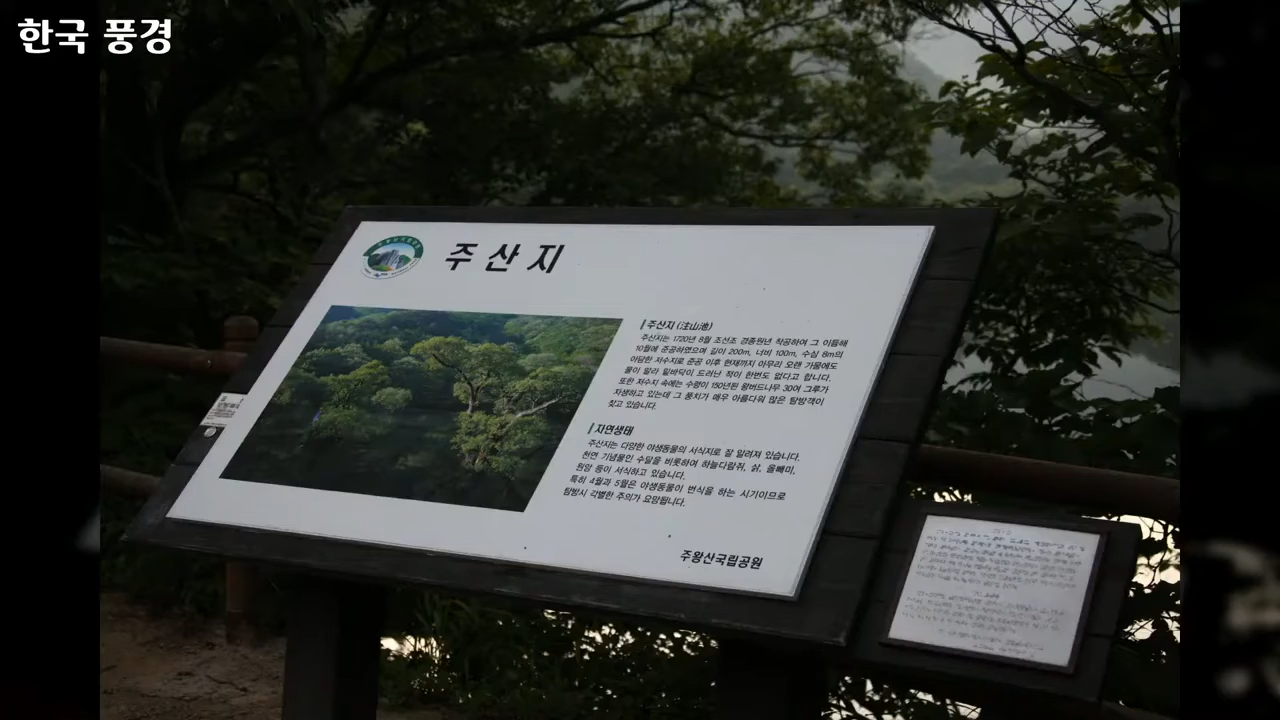 한국 풍경
주산지
주산지 (注山池)
주산지는 1720년 8월 조선조 경종원년 착공하여 그 이듬해
10월에 준공하였으며 길이 200m, 너비 100m, 수심 8m의
아담한 저수지로 준공 이후 현재까지 아무리 오랜 가뭄에도
물이 말라 밑바닥이 드러난 적이 한번도 없다고 합니다.
또한 저수지 속에는 수령이 150년된 왕버드나무 30여 그루가
자생하고 있는데 그 풍치가 매우 아름다워 많은 탐방객이
찾고 있습니다.
자연생태
주산지는 다양한 야생동물의 서식지로 잘 알려져 있습니다.
천연 기념물인 수달을 비롯하여 하늘다람쥐, 삵, 올빼미,
원앙 등이 서식하고 있습니다.
특히 4월과 5월은 야생동물이 번식을 하는 시기이므로
탐방시 각별한 주의가 요망됩니다.
주왕산국립공원